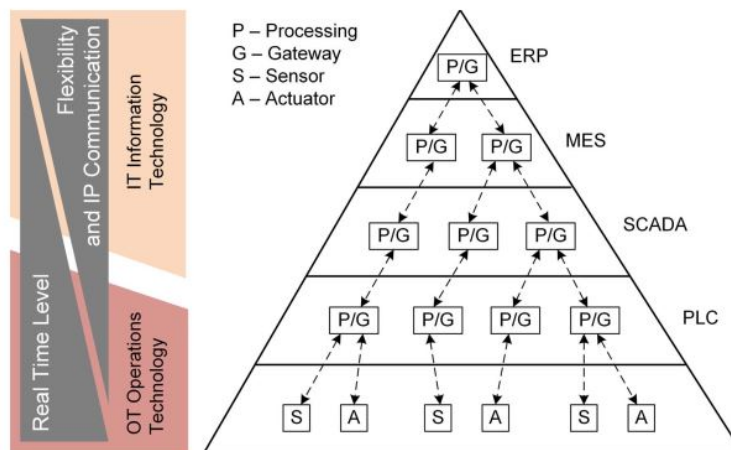 Flexibility
and IP Communication
Real Time Level
IT Information
Technology
OT Operations
Technology
P – Processing
G – Gateway
S – Sensor
A – Actuator
P/G
ERP
P/G P/G
MES
P/G P/G P/G
SCADA
P/G P/G P/G P/G
PLC
S A S A S A